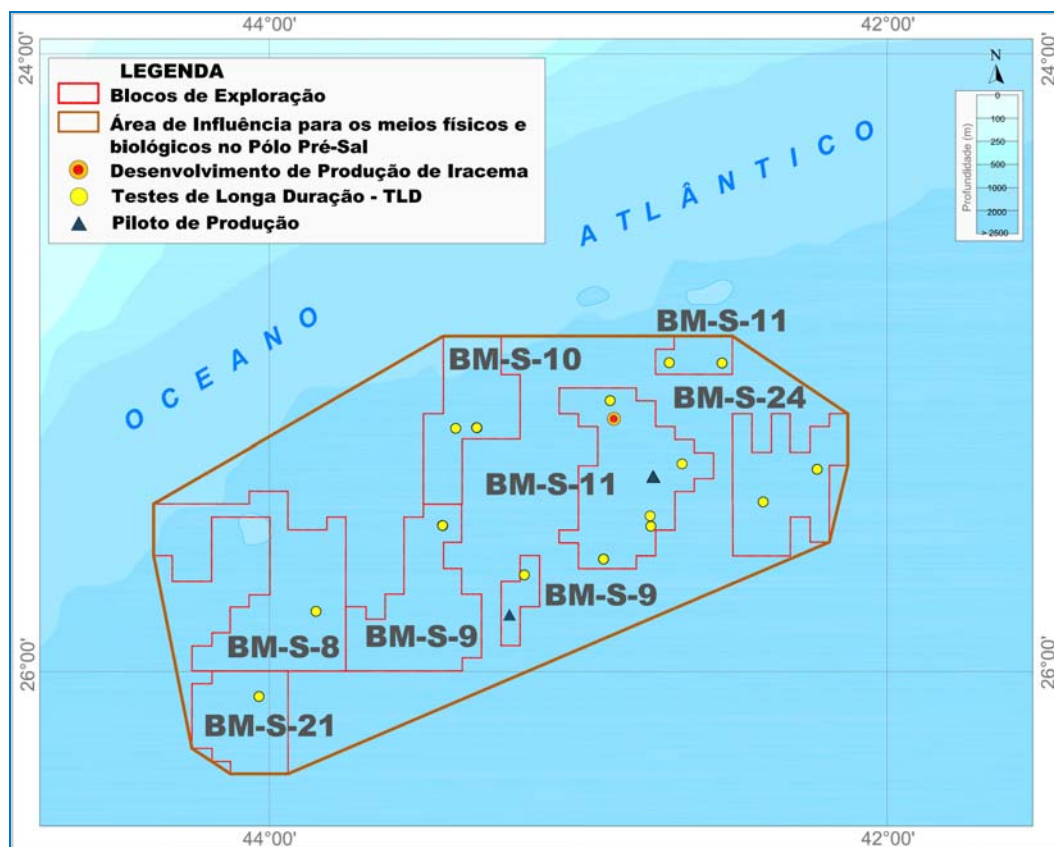 44°00'
42°00'
24°00'
24°00'
LEGENDA
Blocos de Exploração
Área de Influência para os meios físicos e
biológicos no Pólo Pré-Sal
Desenvolvimento de Produção de Iracema
Testes de Longa Duração - TLD
Piloto de Produção
N
Profundidade (m)
0
100
250
500
1000
2000
> 2500
OCEANO ATLÂNTICO
BM-S-11
BM-S-10
BM-S-24
BM-S-11
BM-S-9
BM-S-8
BM-S-9
BM-S-21
26°00'
26°00'
44°00'
42°00'